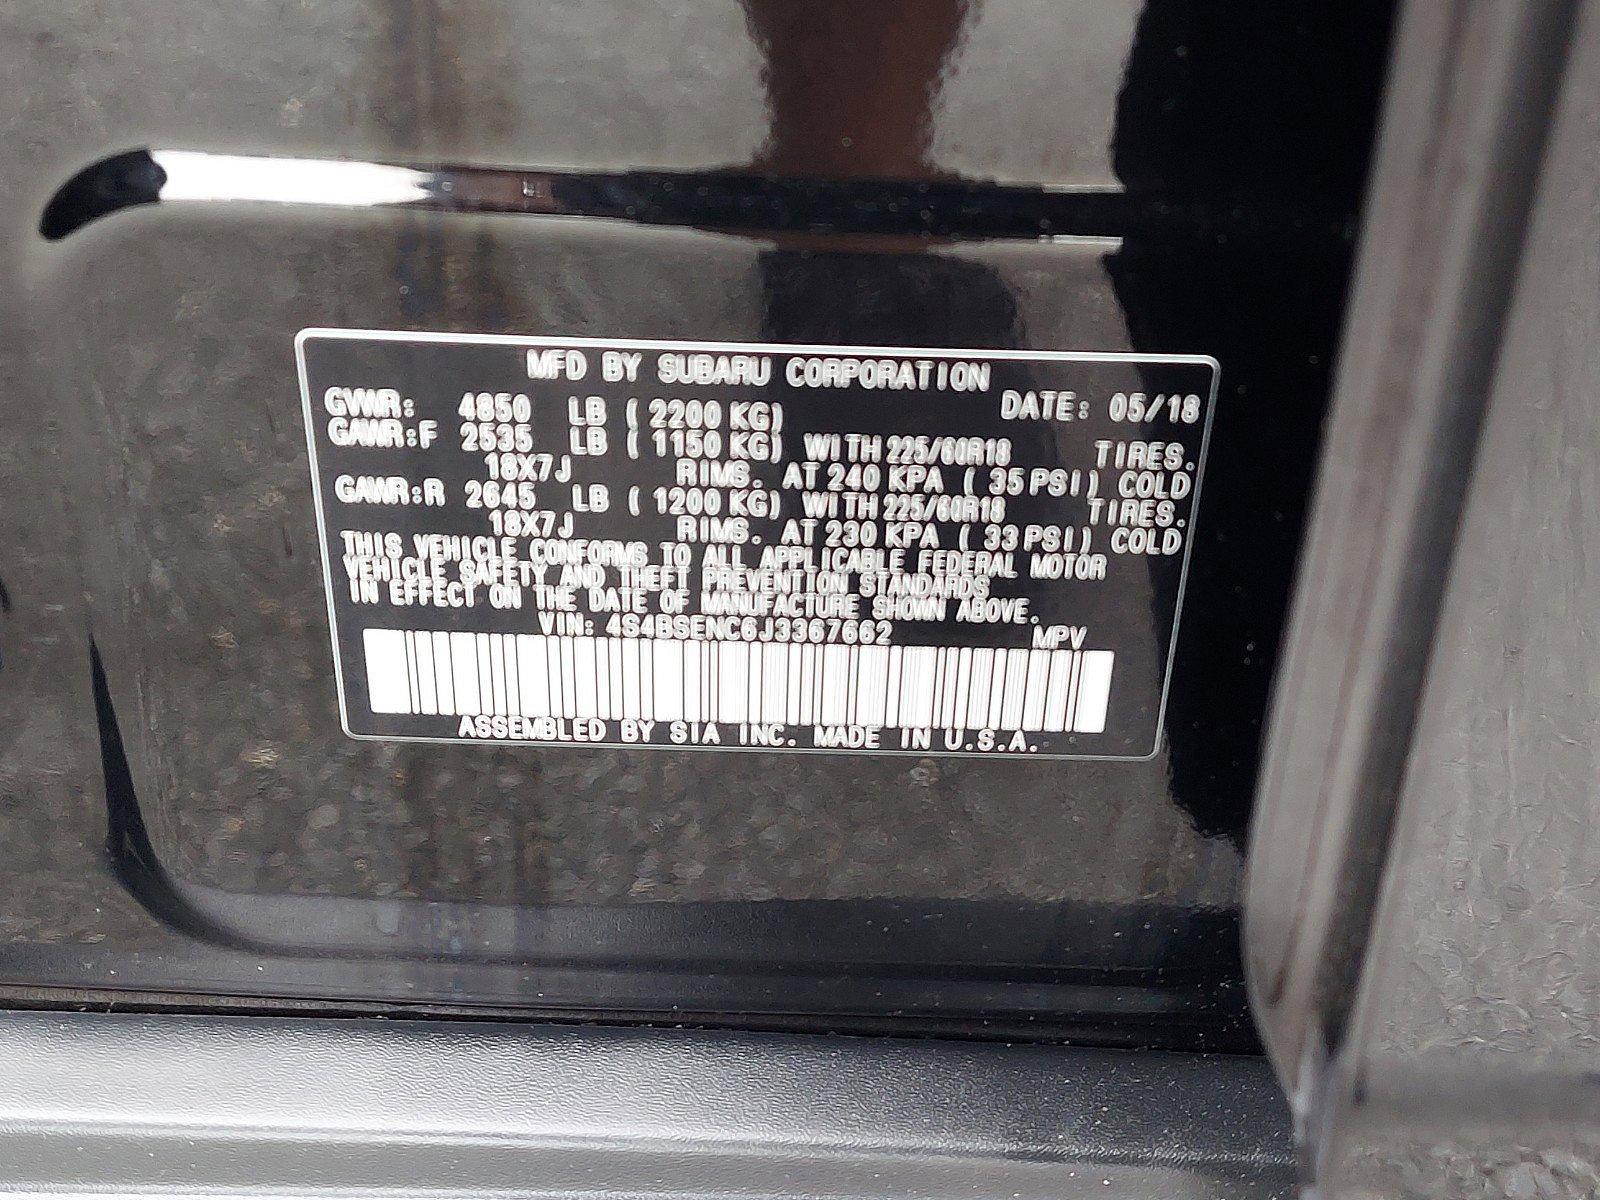 MFD BY SUBARU CORPORATION
GVWR: 4850 LB ( 2200 KG) DATE: 05/18
GAWR:F 2535 LB ( 1150 KG) WITH 225/60R18 TIRES.
18X7J RIMS. AT 240 KPA ( 35 PSI) COLD
GAWR:R 2645 LB ( 1200 KG) WITH 225/60R18 TIRES.
18X7J RIMS. AT 230 KPA ( 33 PSI) COLD
THIS VEHICLE CONFORMS TO ALL APPLICABLE FEDERAL MOTOR
VEHICLE SAFETY AND THEFT PREVENTION STANDARDS
IN EFFECT ON THE DATE OF MANUFACTURE SHOWN ABOVE.
VIN: 4S4BSENC6J3367662 MPV
ASSEMBLED BY SIA INC. MADE IN U.S.A.